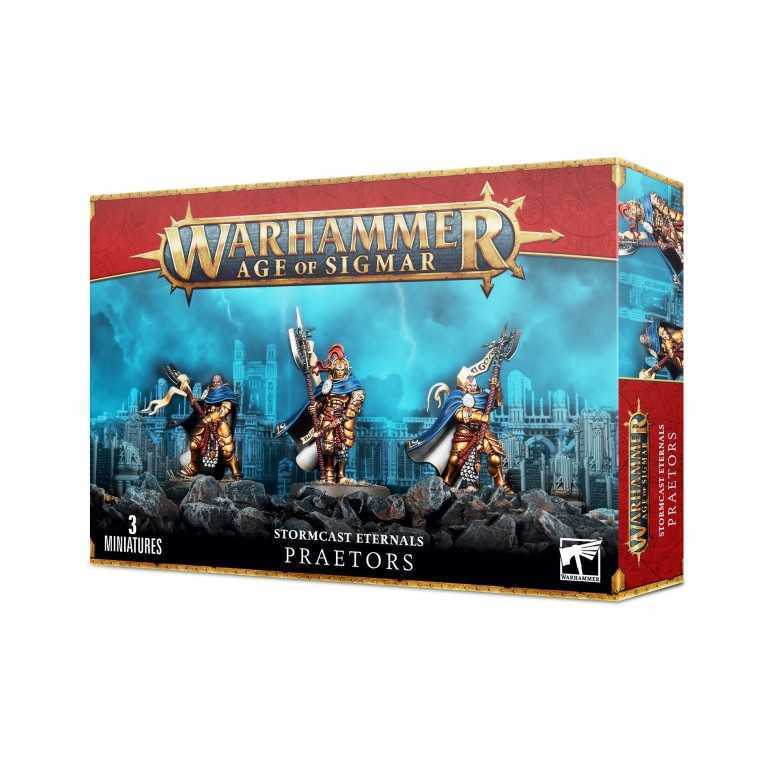 WARHAMMER
AGE OF SIGMAR
3
MINIATURES
STORMCAST ETERNALS
PRAETORS
WARHAMMER
WARHAMMER
AGE OF SIGMAR
STORMCAST ETERNALS
PRAETORS